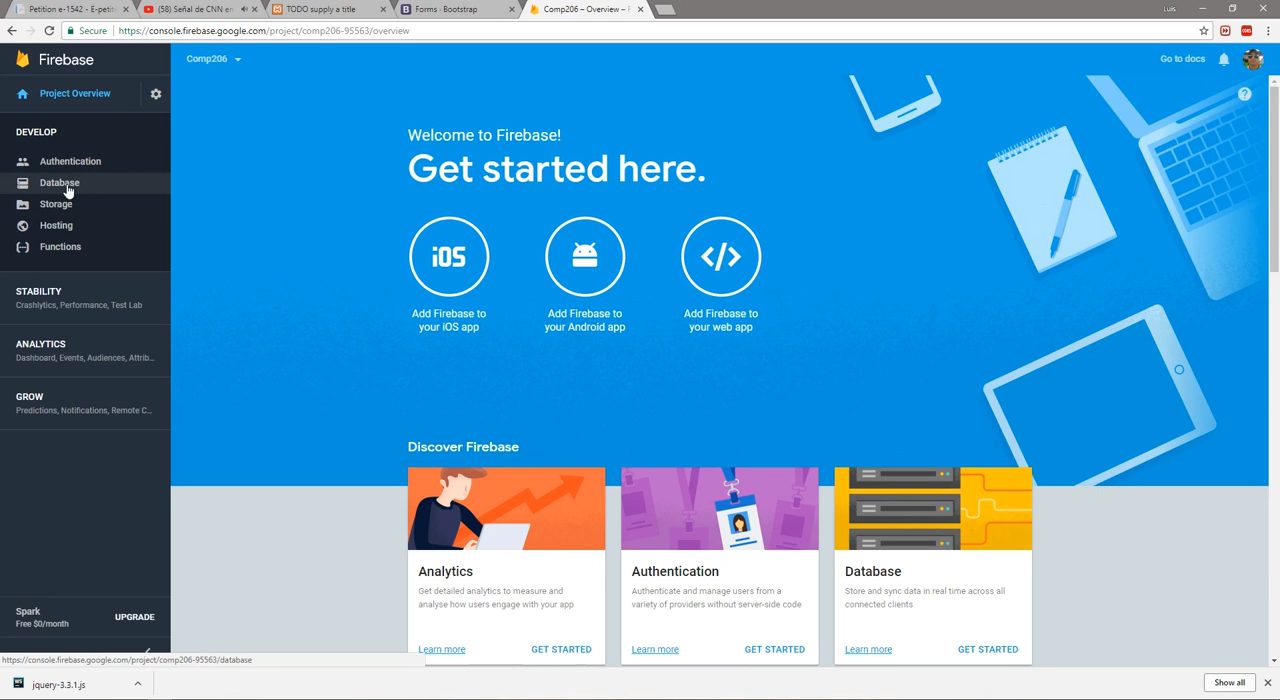 Petition e-1542 - E-petit
(58) Señal de CNN en
TODO supply a title
Forms · Bootstrap
Comp206 – Overview – F
Luis
Secure
https://console.firebase.google.com/project/comp206-95563/overview
Firebase
Comp206
Go to docs
Project Overview
DEVELOP
Authentication
Database
Storage
Hosting
Functions
STABILITY
Crashlytics, Performance, Test Lab
ANALYTICS
Dashboard, Events, Audiences, Attrib...
GROW
Predictions, Notifications, Remote C...
Spark
Free $0/month
UPGRADE
Welcome to Firebase!
Get started here.
iOS
</>
Add Firebase to
your iOS app
Add Firebase to
your Android app
Add Firebase to
your web app
Discover Firebase
Analytics
Get detailed analytics to measure and
analyse how users engage with your app
Learn more
GET STARTED
Authentication
Authenticate and manage users from a
variety of providers without server-side code
Learn more
GET STARTED
Database
Store and sync data in real time across all
connected clients
Learn more
GET STARTED
https://console.firebase.google.com/project/comp206-95563/database
jquery-3.3.1.js
Show all